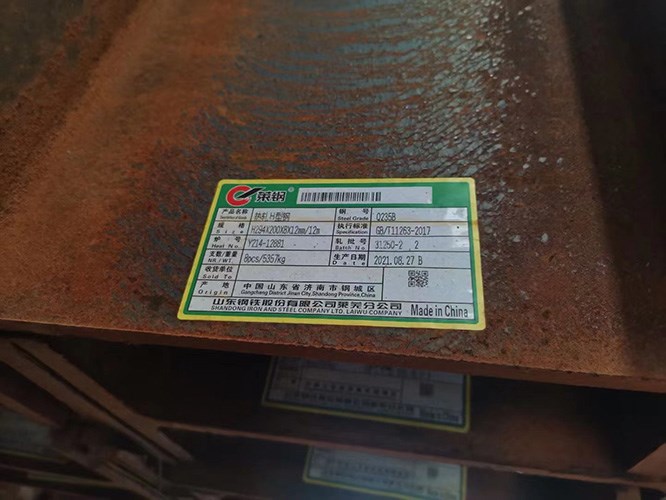 莱钢®
产品名称 热轧H型钢 钢 号 Steel Grade Q235B
规 格 Size H294X200X8X12mm/12m 执行标准 Specification GB/T11263-2017
炉 号 Heat No. Y214-12881 轧批号 Batth No. 2
支数/重量 NR./WT. 8pcs/5357kg 生产日期 Date 2021.08.27 B
收货单位 Sold To
产 地 Origin 中国山东省济南市钢城区
Gangcheng District Jinan City, Shandong Province, China
山东钢铁股份有限公司莱芜分公司
SHANDONG IRON AND STEEL COMPANY LTD. LAIWU COMPANY Made in China